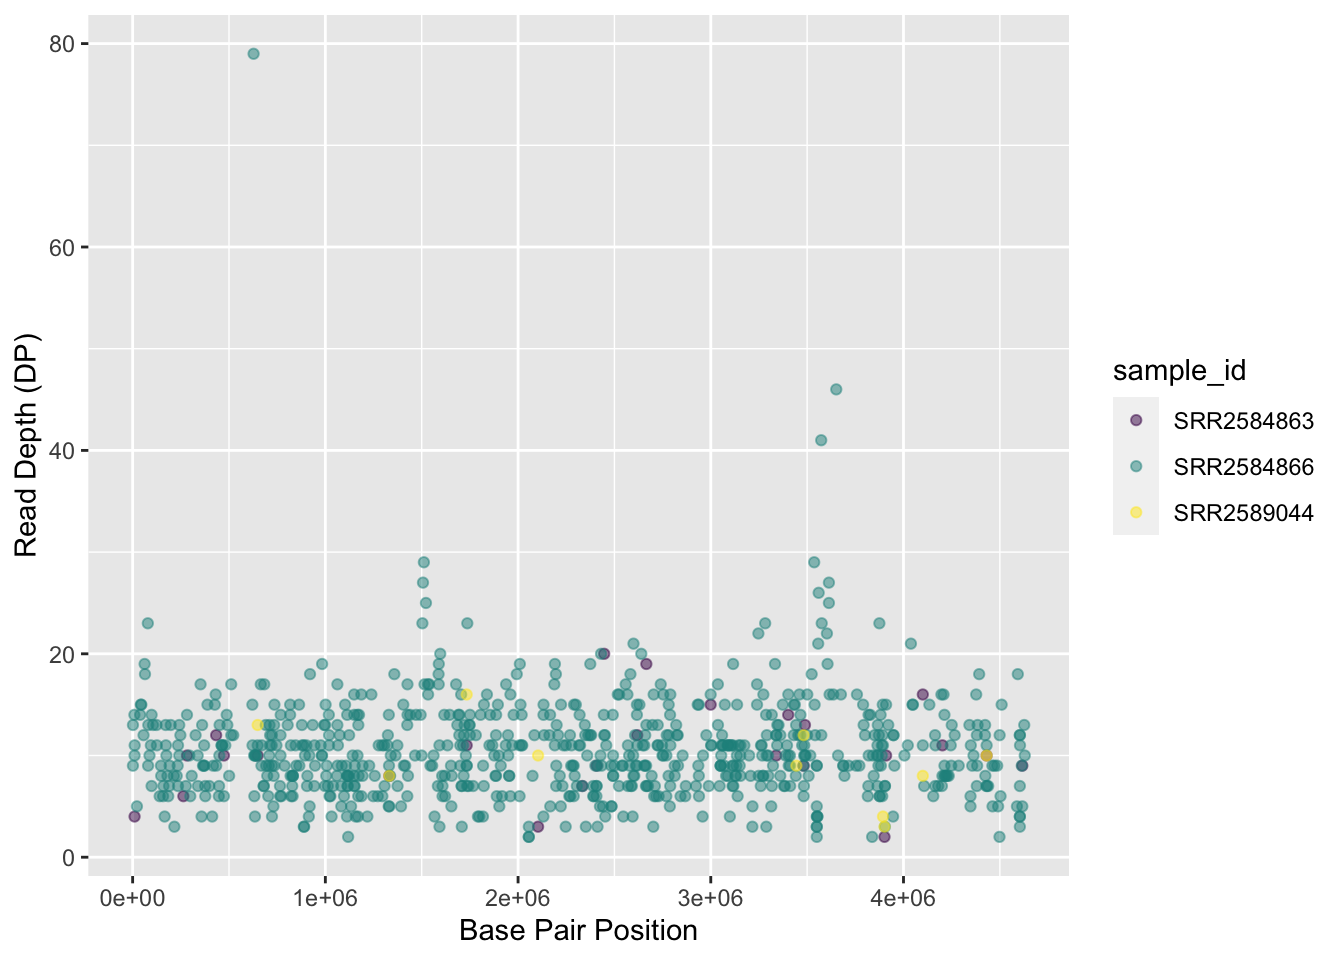 80
60
40
20
0
Read Depth (DP)
0e+00 1e+06 2e+06 3e+06 4e+06
Base Pair Position
sample_id
SRR2584863
SRR2584866
SRR2589044